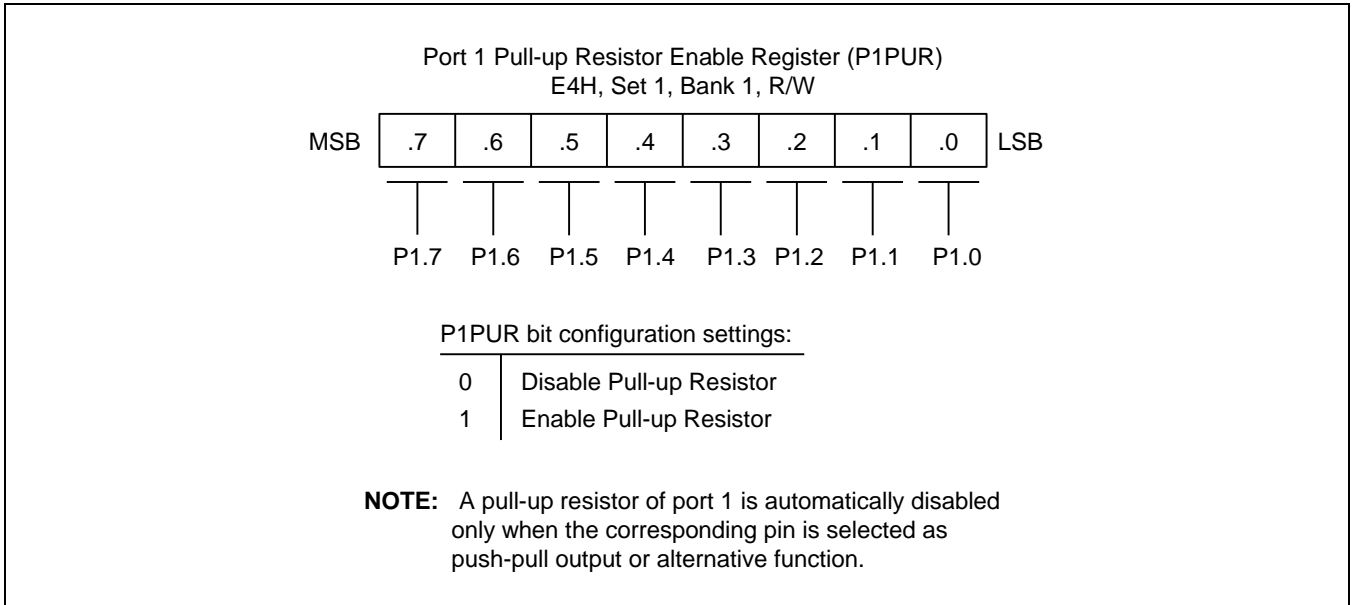 Port 1 Pull-up Resistor Enable Register (P1PUR)
E4H, Set 1, Bank 1, R/W
MSB .7 .6 .5 .4 .3 .2 .1 .0 LSB
P1.7 P1.6 P1.5 P1.4 P1.3 P1.2 P1.1 P1.0
P1PUR bit configuration settings:
0 Disable Pull-up Resistor
1 Enable Pull-up Resistor
NOTE: A pull-up resistor of port 1 is automatically disabled
only when the corresponding pin is selected as
push-pull output or alternative function.